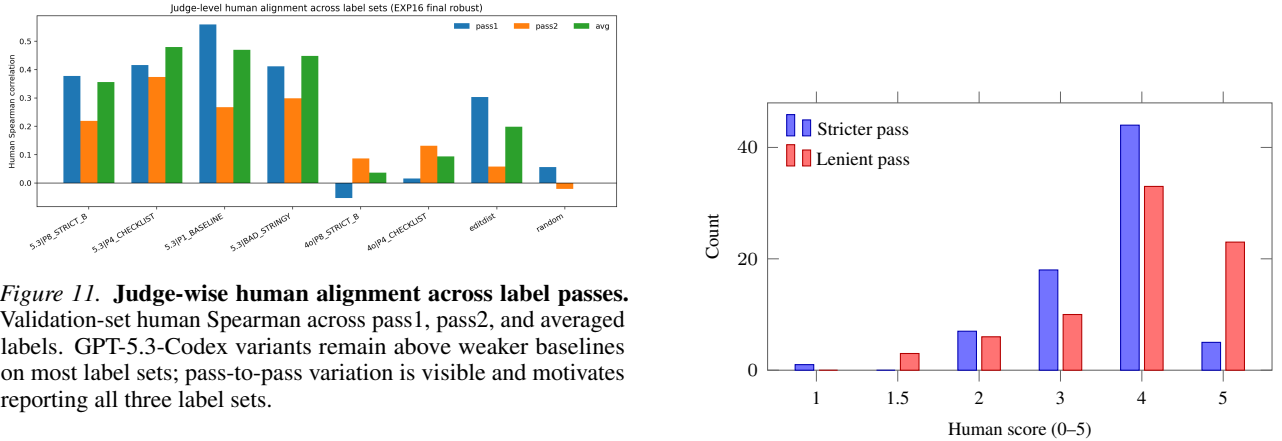 Judge-level human alignment across label sets (EXP16 final robust)
pass1 pass2 avg
Human Spearman correlation
0.5
0.4
0.3
0.2
0.1
0.0
5.3|P8_STRICT_B 5.3|P4_CHECKLIST 5.3|P1_BASELINE 5.3|BAD_STRINGY 4o|P8_STRICT_B 4o|P4_CHECKLIST editdist random
Figure 11. Judge-wise human alignment across label passes.
Validation-set human Spearman across pass1, pass2, and averaged
labels. GPT-5.3-Codex variants remain above weaker baselines
on most label sets; pass-to-pass variation is visible and motivates
reporting all three label sets.
Stricter pass
Lenient pass
Count
40
20
0
1 1.5 2 3 4 5
Human score (0–5)